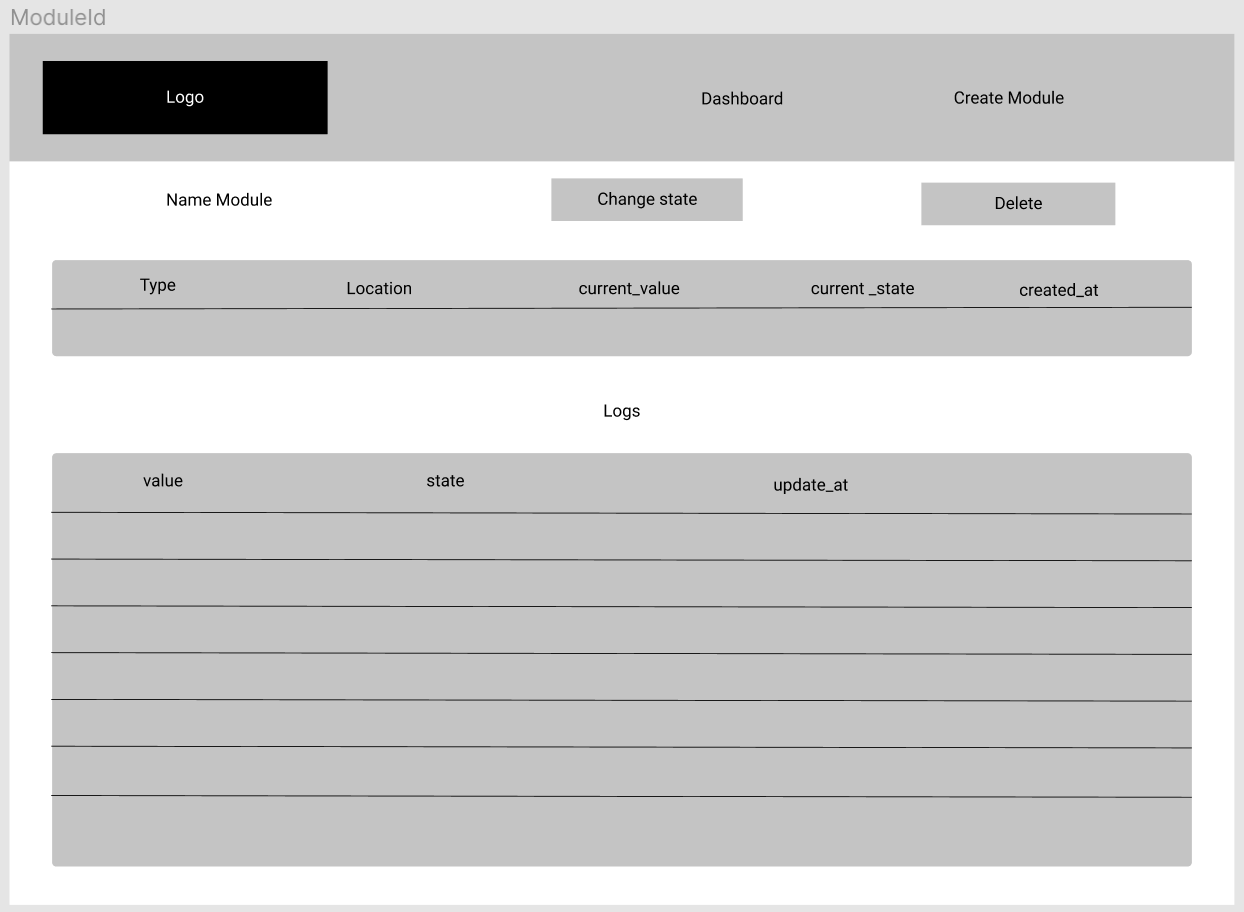 ModuleId
Logo
Dashboard
Create Module
Name Module
Change state
Delete
Type
Location
current_value
current _state
created_at
Logs
value
state
update_at